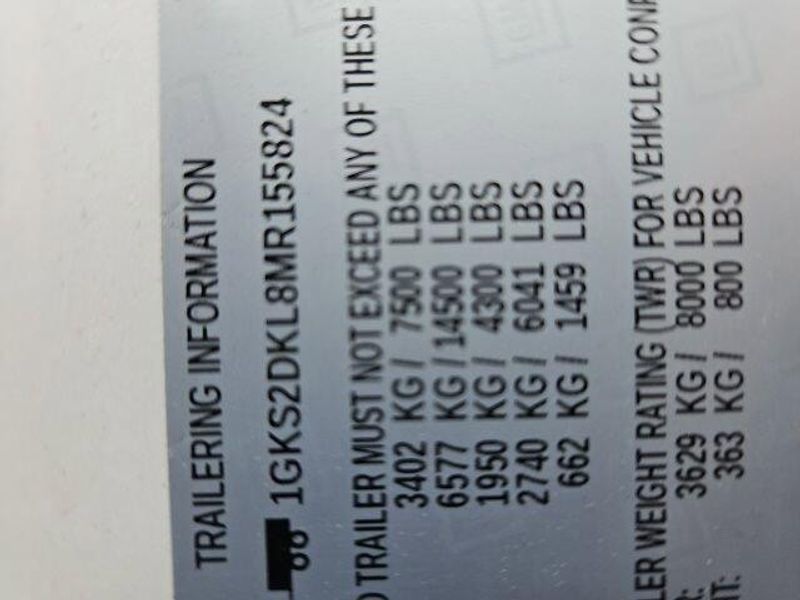 TRAILERING INFORMATION
1GKS2DKL8MR155824
TRAILER MUST NOT EXCEED ANY OF THESE
3402 KG / 7500 LBS
6577 KG / 14500 LBS
1950 KG / 4300 LBS
2740 KG / 6041 LBS
662 KG / 1459 LBS
WEIGHT RATING (TWR) FOR VEHICLE
3629 KG / 8000 LBS
363 KG / 800 LBS